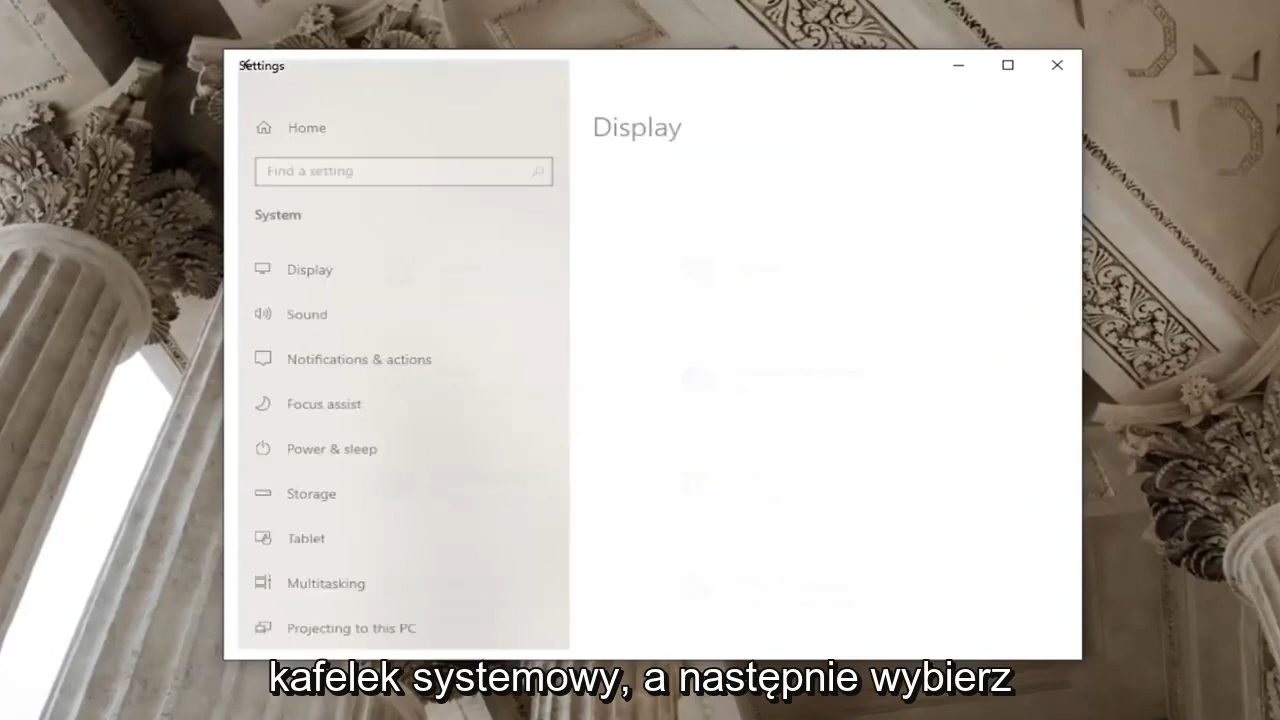 Settings
Home
Display
Find a setting
System
Display
Sound
Notifications & actions
Focus assist
Power & sleep
Storage
Tablet
Multitasking
Projecting to this PC
kafelek systemowy, a następnie wybierz